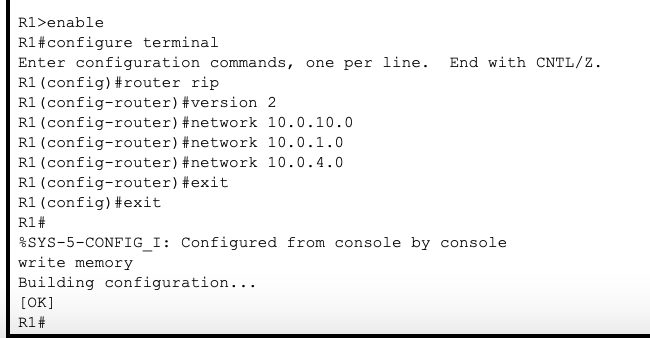 R1>enable
R1#configure terminal
Enter configuration commands, one per line.  End with CNTL/Z.
R1(config)#router rip
R1(config-router)#version 2
R1(config-router)#network 10.0.10.0
R1(config-router)#network 10.0.1.0
R1(config-router)#network 10.0.4.0
R1(config-router)#exit
R1(config)#exit
R1#
%SYS-5-CONFIG_I: Configured from console by console
write memory
Building configuration...
[OK]
R1#